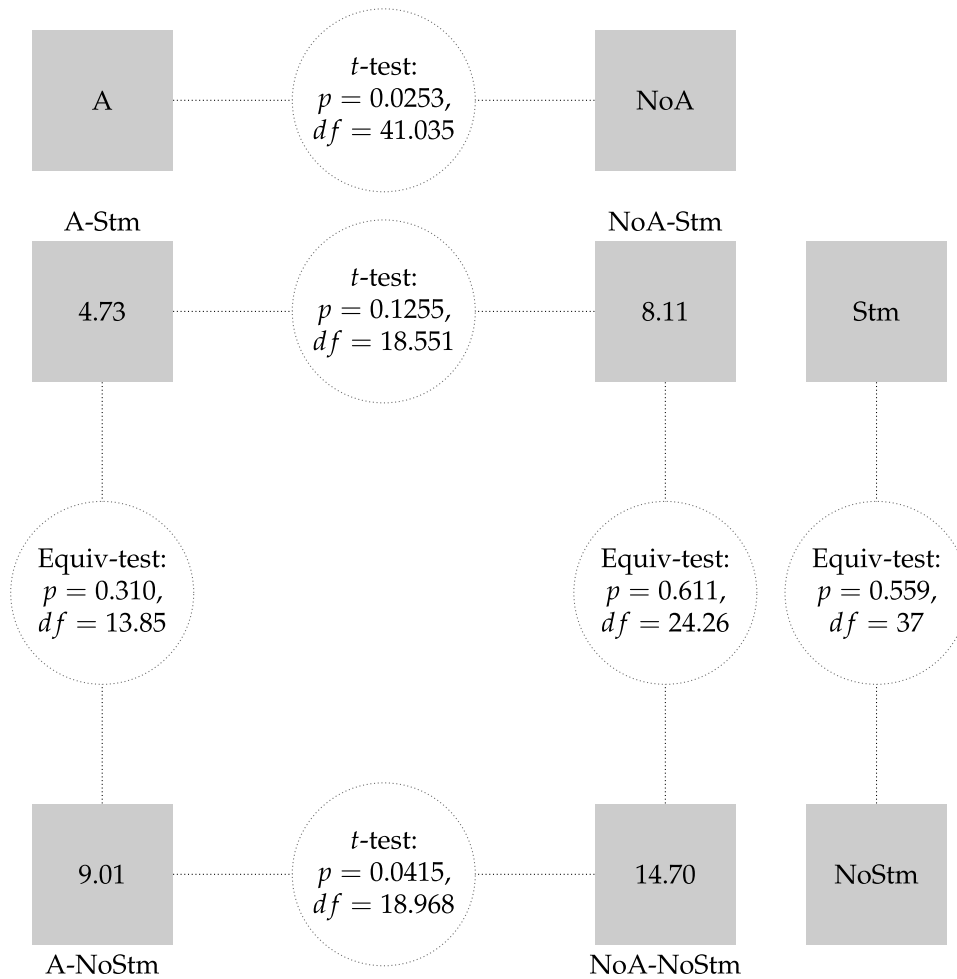 A
t-test:
p = 0.0253,
df = 41.035
NoA
A-Stm
NoA-Stm
4.73
t-test:
p = 0.1255,
df = 18.551
8.11
Stm
Equiv-test:
p = 0.310,
df = 13.85
Equiv-test:
p = 0.611,
df = 24.26
Equiv-test:
p = 0.559,
df = 37
9.01
t-test:
p = 0.0415,
df = 18.968
14.70
NoStm
A-NoStm
NoA-NoStm